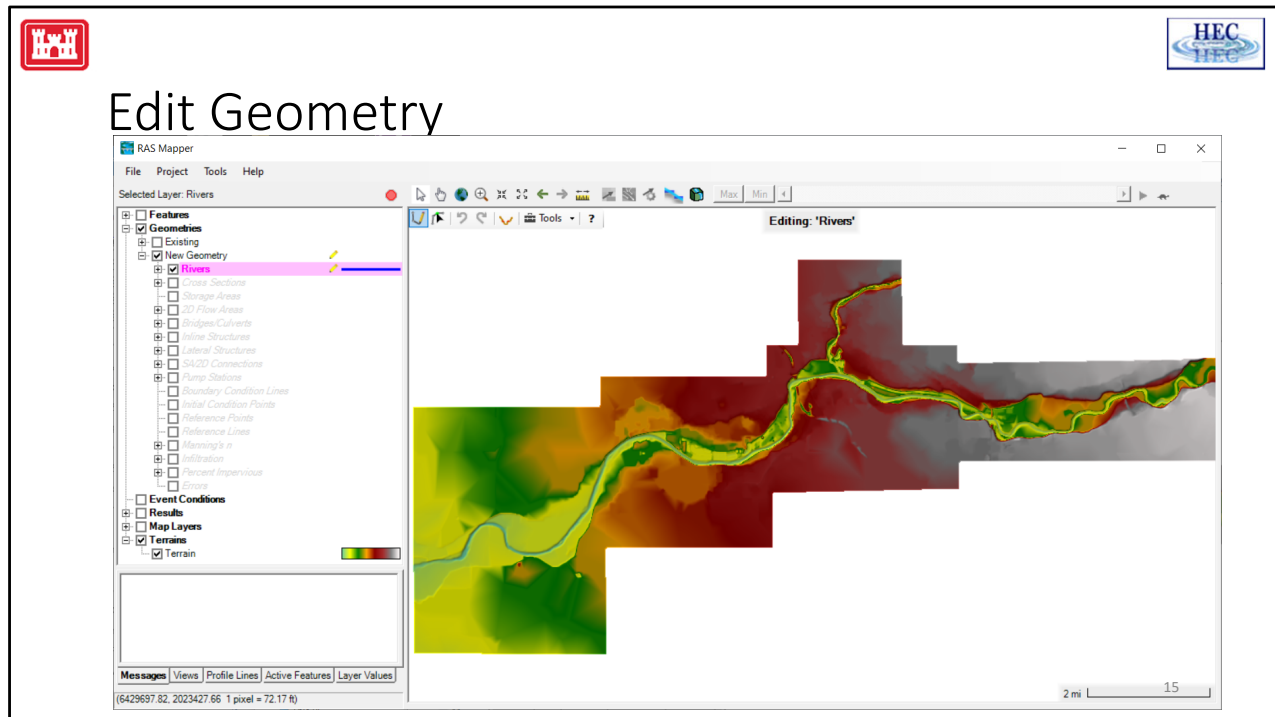 HEC
HEC
Edit Geometry
RAS Mapper
File Project Tools Help
Selected Layer: Rivers
Max Min
Tools ?
Editing: 'Rivers'
Features
Geometries
Existing
New Geometry
Rivers
Cross Sections
Storage Areas
2D Flow Areas
Bridges/Culverts
Inline Structures
Lateral Structures
SA/2D Connections
Pump Stations
Boundary Condition Lines
Initial Condition Points
Reference Points
Reference Lines
Manning's n
Infiltration
Percent Impervious
Errors
Event Conditions
Results
Map Layers
Terrains
Terrain
Messages Views Profile Lines Active Features Layer Values
(6429697.82, 2023427.66 1 pixel = 72.17 ft)
2 mi
15